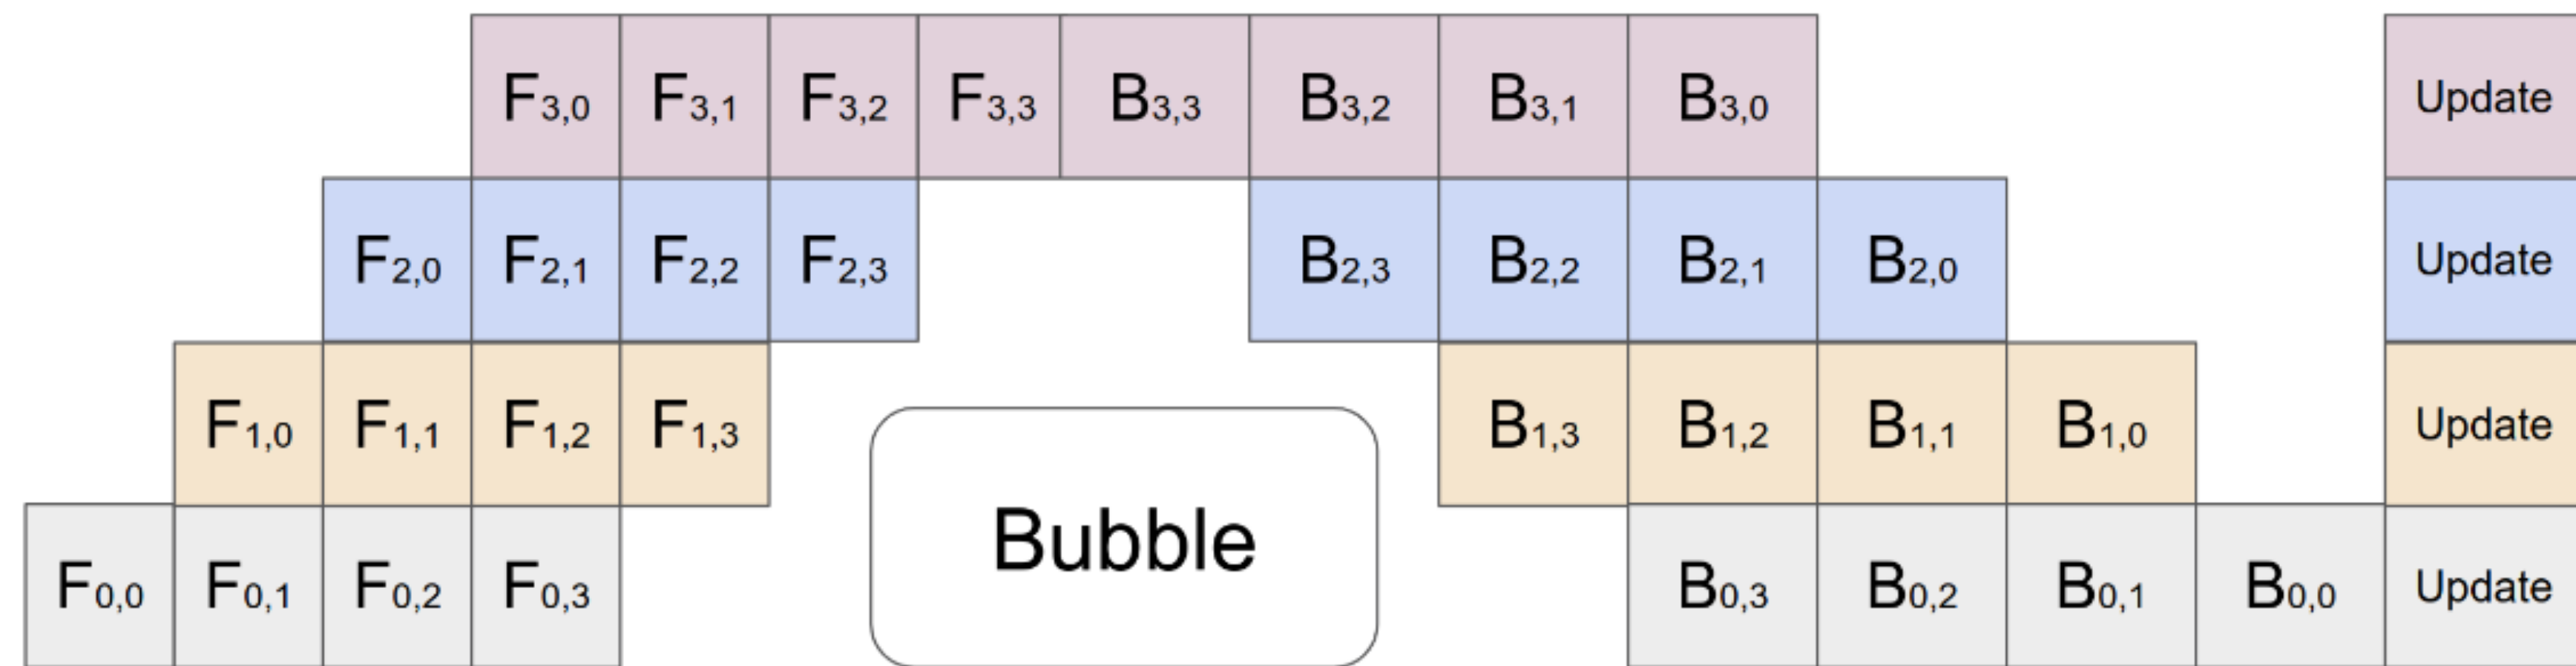 F3,0 F3,1 F3,2 F3,3 B3,3 B3,2 B3,1 B3,0 Update
F2,0 F2,1 F2,2 F2,3 B2,3 B2,2 B2,1 B2,0 Update
F1,0 F1,1 F1,2 F1,3 B1,3 B1,2 B1,1 B1,0 Update
Bubble
F0,0 F0,1 F0,2 F0,3 B0,3 B0,2 B0,1 B0,0 Update